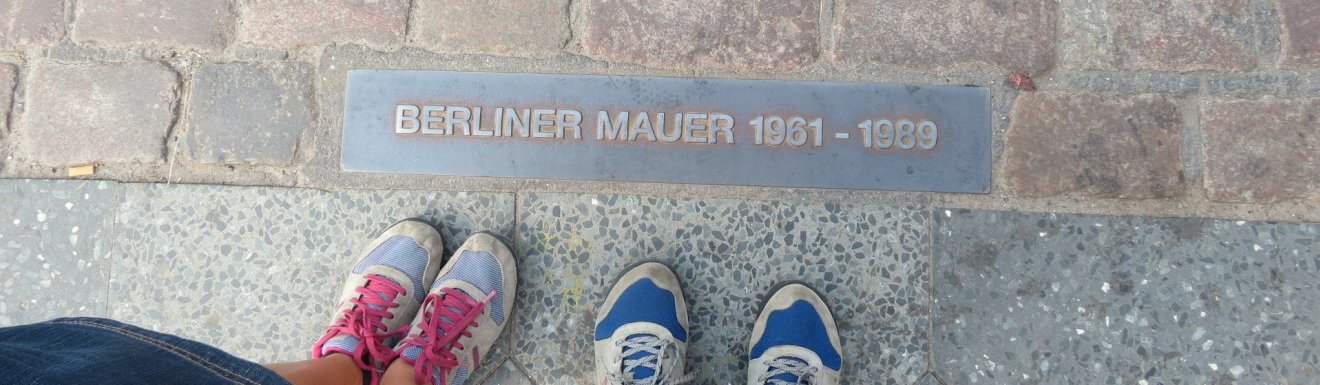 BERLINER MAUER 1961 - 1989